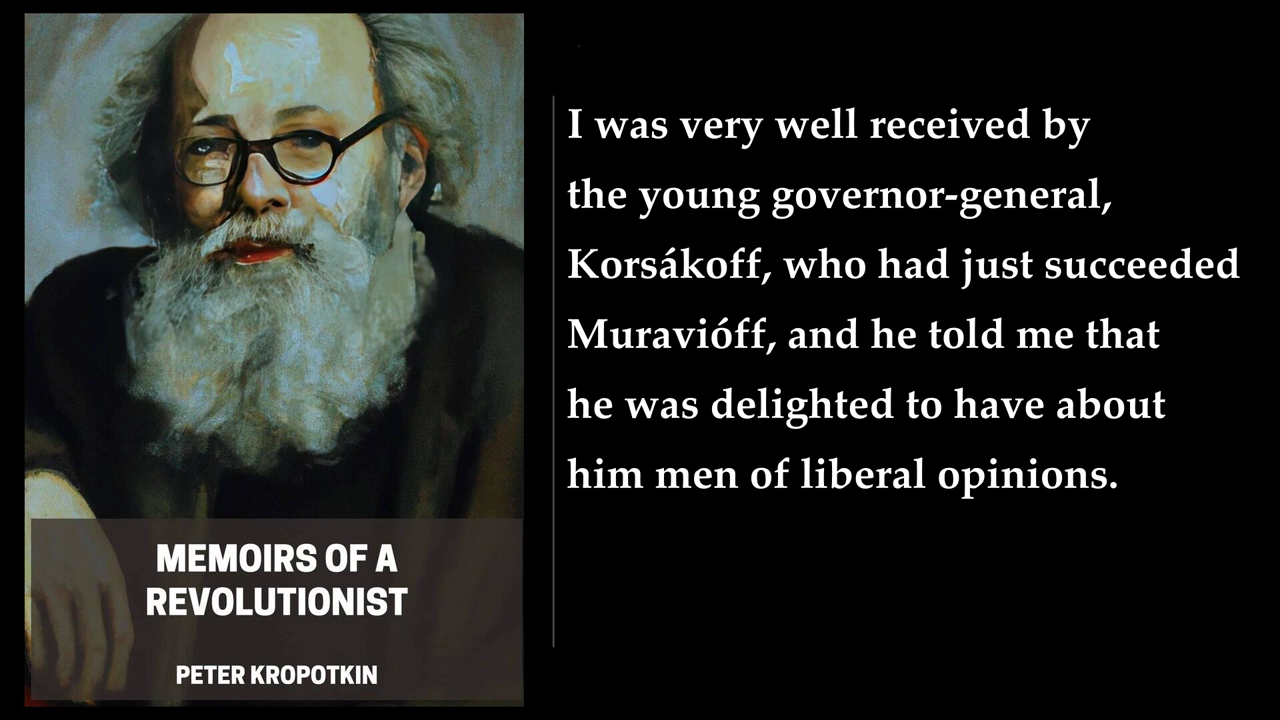 MEMOIRS OF A
REVOLUTIONIST
PETER KROPOTKIN
I was very well received by
the young governor-general,
Korsákoff, who had just succeeded
Muravióff, and he told me that
he was delighted to have about
him men of liberal opinions.